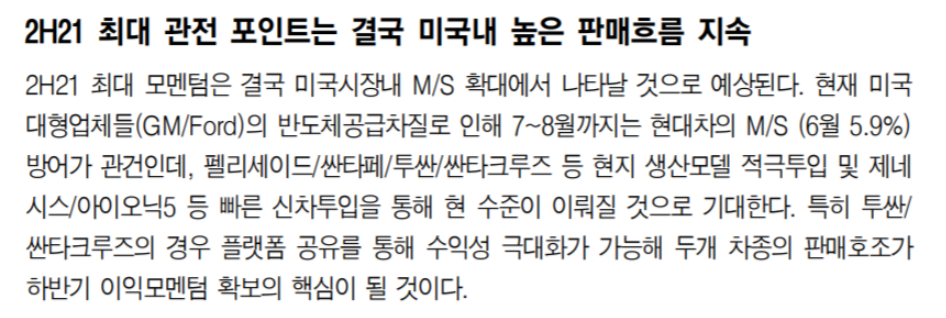 2H21 최대 관전 포인트는 결국 미국내 높은 판매흐름 지속
2H21 최대 모멘텀은 결국 미국시장내 M/S 확대에서 나타날 것으로 예상된다. 현재 미국
대형업체들(GM/Ford)의 반도체공급차질로 인해 7~8월까지는 현대차의 M/S (6월 5.9%)
방어가 관건인데, 펠리세이드/싼타페/투싼/싼타크루즈 등 현지 생산모델 적극투입 및 제네
시스/아이오닉5 등 빠른 신차투입을 통해 현 수준이 이뤄질 것으로 기대한다. 특히 투싼/
싼타크루즈의 경우 플랫폼 공유를 통해 수익성 극대화가 가능해 두개 차종의 판매호조가
하반기 이익모멘텀 확보의 핵심이 될 것이다.